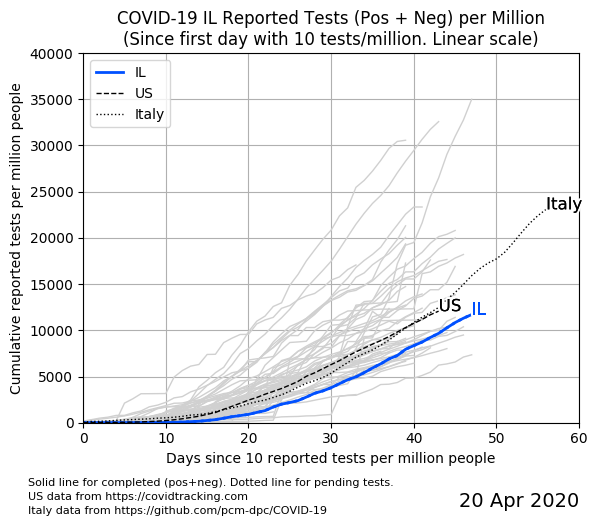 COVID-19 IL Reported Tests (Pos + Neg) per Million
(Since first day with 10 tests/million. Linear scale)
Cumulative reported tests per million people
40000
35000
30000
25000
20000
15000
10000
5000
0
IL
US
Italy
Italy
US
IL
0 10 20 30 40 50 60
Days since 10 reported tests per million people
Solid line for completed (pos+neg). Dotted line for pending tests.
US data from https://covidtracking.com
Italy data from https://github.com/pcm-dpc/COVID-19
20 Apr 2020